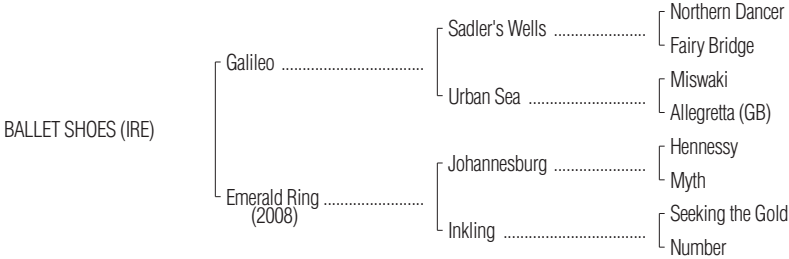 Northern Dancer
Sadler's Wells ........................
Fairy Bridge
Galileo .....................................
Miswaki
Urban Sea ...............................
Allegretta (GB)
BALLET SHOES (IRE)
Hennessy
Johannesburg ........................
Myth
Emerald Ring ..........................
(2008)
Seeking the Gold
Inkling .....................................
Number